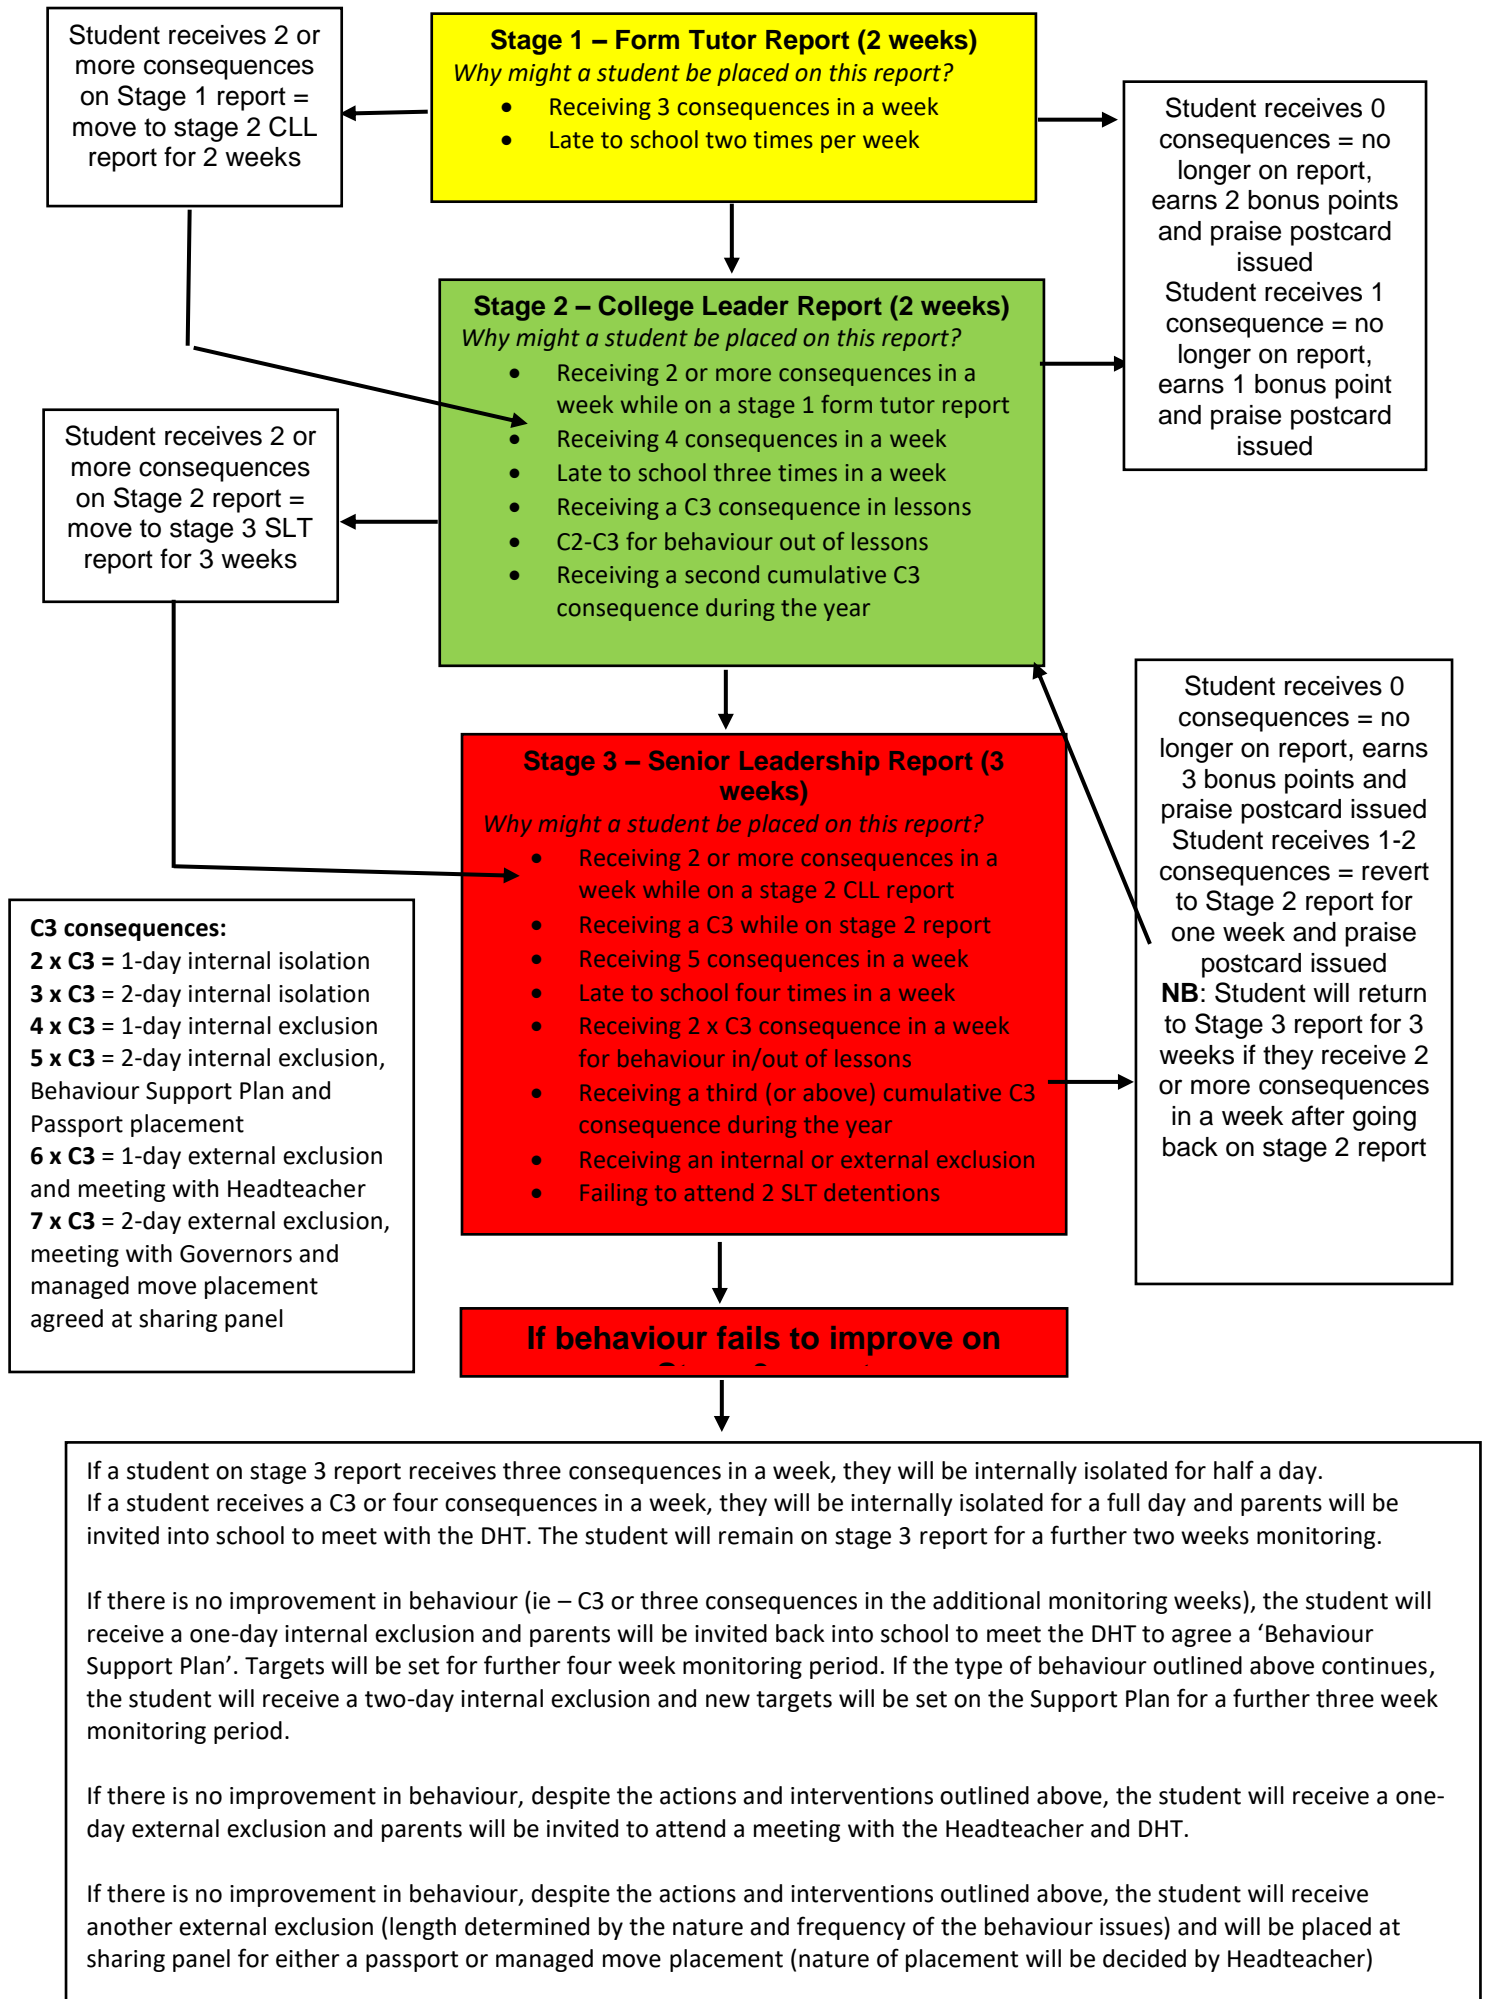 Student receives 2 or
more consequences
on Stage 1 report =
move to stage 2 CLL
report for 2 weeks
Stage 1 – Form Tutor Report (2 weeks)
Why might a student be placed on this report?
• Receiving 3 consequences in a week
• Late to school two times per week
Student receives 0
consequences = no
longer on report,
earns 2 bonus points
and praise postcard
issued
Student receives 1
consequence = no
longer on report,
earns 1 bonus point
and praise postcard
issued
Stage 2 – College Leader Report (2 weeks)
Why might a student be placed on this report?
• Receiving 2 or more consequences in a
week while on a stage 1 form tutor report
• Receiving 4 consequences in a week
• Late to school three times in a week
• Receiving a C3 consequence in lessons
• C2-C3 for behaviour out of lessons
• Receiving a second cumulative C3
consequence during the year
Student receives 2 or
more consequences
on Stage 2 report =
move to stage 3 SLT
report for 3 weeks
Stage 3 – Senior Leadership Report (3
weeks)
Why might a student be placed on this report?
• Receiving 2 or more consequences in a
week while on a stage 2 CLL report
• Receiving a C3 while on stage 2 report
• Receiving 5 consequences in a week
• Late to school four times in a week
• Receiving 2 x C3 consequence in a week
for behaviour in/out of lessons
• Receiving a third (or above) cumulative C3
consequence during the year
• Receiving an internal or external exclusion
• Failing to attend 2 SLT detentions
Student receives 0
consequences = no
longer on report, earns
3 bonus points and
praise postcard issued
Student receives 1-2
consequences = revert
to Stage 2 report for
one week and praise
postcard issued
NB: Student will return
to Stage 3 report for 3
weeks if they receive 2
or more consequences
in a week after going
back on stage 2 report
C3 consequences:
2 x C3 = 1-day internal isolation
3 x C3 = 2-day internal isolation
4 x C3 = 1-day internal exclusion
5 x C3 = 2-day internal exclusion,
Behaviour Support Plan and
Passport placement
6 x C3 = 1-day external exclusion
and meeting with Headteacher
7 x C3 = 2-day external exclusion,
meeting with Governors and
managed move placement
agreed at sharing panel
If behaviour fails to improve on
If a student on stage 3 report receives three consequences in a week, they will be internally isolated for half a day.
If a student receives a C3 or four consequences in a week, they will be internally isolated for a full day and parents will be
invited into school to meet with the DHT. The student will remain on stage 3 report for a further two weeks monitoring.
If there is no improvement in behaviour (ie – C3 or three consequences in the additional monitoring weeks), the student will
receive a one-day internal exclusion and parents will be invited back into school to meet the DHT to agree a ‘Behaviour
Support Plan’. Targets will be set for further four week monitoring period. If the type of behaviour outlined above continues,
the student will receive a two-day internal exclusion and new targets will be set on the Support Plan for a further three week
monitoring period.
If there is no improvement in behaviour, despite the actions and interventions outlined above, the student will receive a one-
day external exclusion and parents will be invited to attend a meeting with the Headteacher and DHT.
If there is no improvement in behaviour, despite the actions and interventions outlined above, the student will receive
another external exclusion (length determined by the nature and frequency of the behaviour issues) and will be placed at
sharing panel for either a passport or managed move placement (nature of placement will be decided by Headteacher)